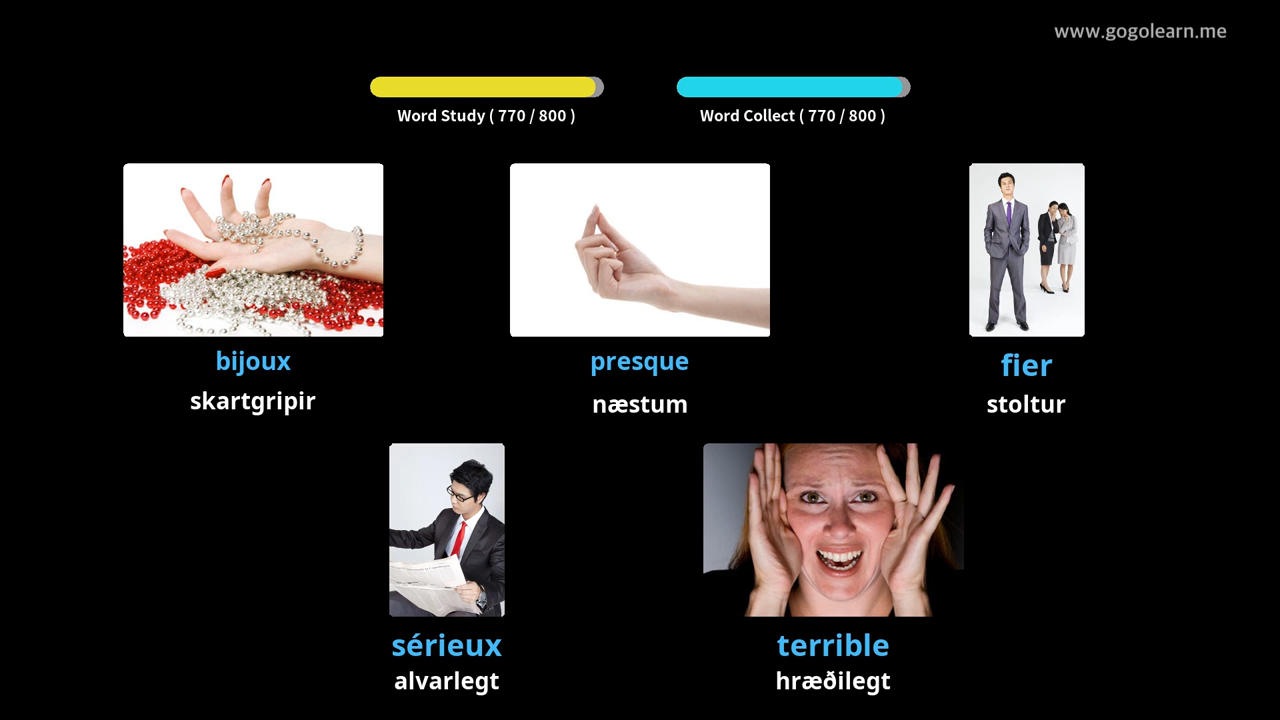 www.gogolearn.me
Word Study ( 770 / 800 )
Word Collect ( 770 / 800 )
bijoux
skartgripir
presque
næstum
fier
stoltur
sérieux
alvarlegt
terrible
hræðilegt